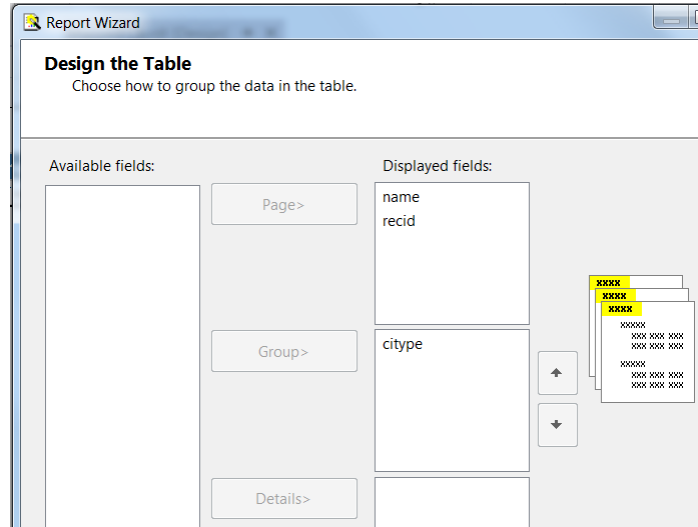 Report Wizard
Design the Table
Choose how to group the data in the table.
Available fields:
Displayed fields:
Page>
name
recid
Group>
citype
Details>
xxxx
xxxx
xxxx
xxxxx
xxx xxx xxx
xxx xxx xxx
xxxxx
xxx xxx xxx
xxx xxx xxx